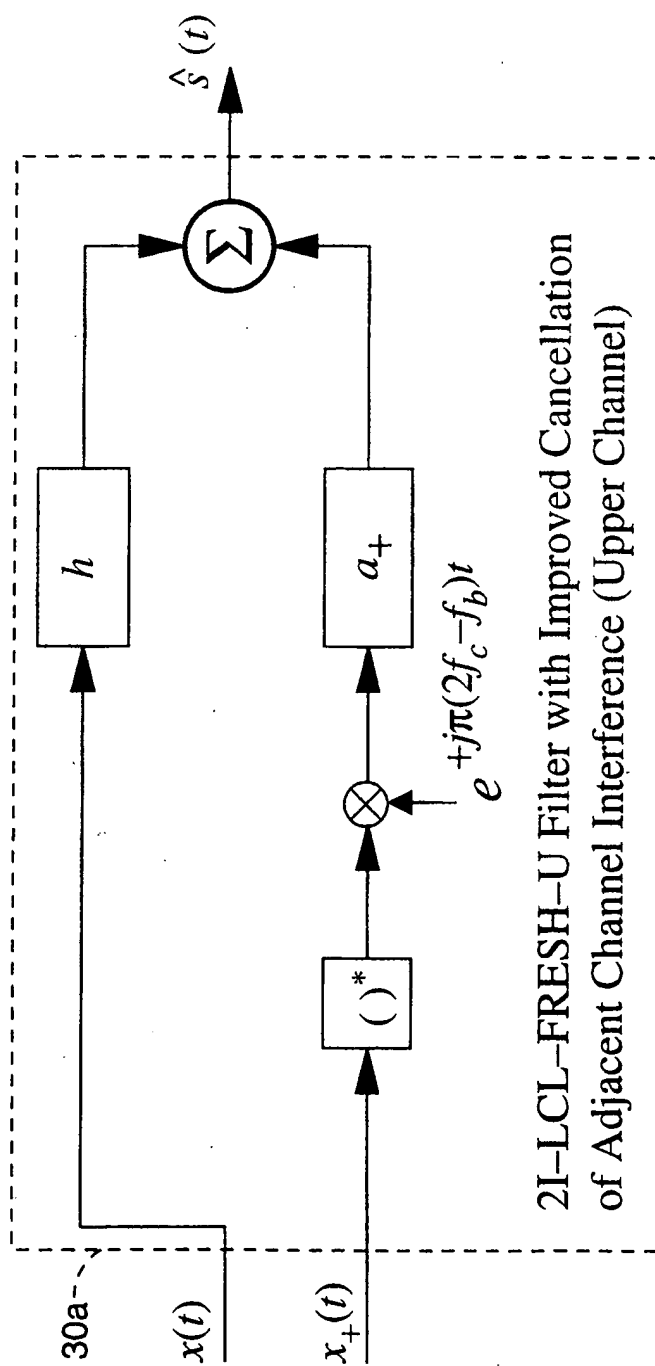 30a
x(t)
x₊(t)
h
( )*
e^{+jπ(2f_c−f_b)t}
a₊
Σ
ŝ(t)
2I–LCL–FRESH–U Filter with Improved Cancellation
of Adjacent Channel Interference (Upper Channel)